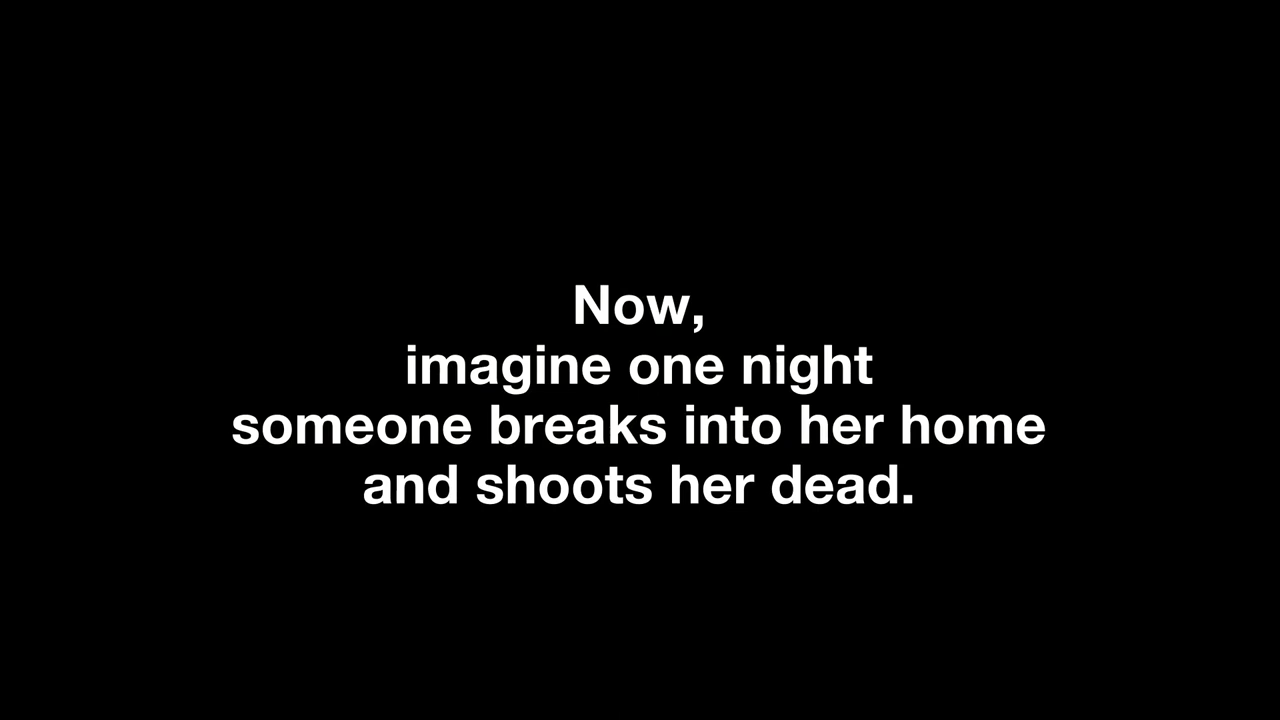 Now,
imagine one night
someone breaks into her home
and shoots her dead.